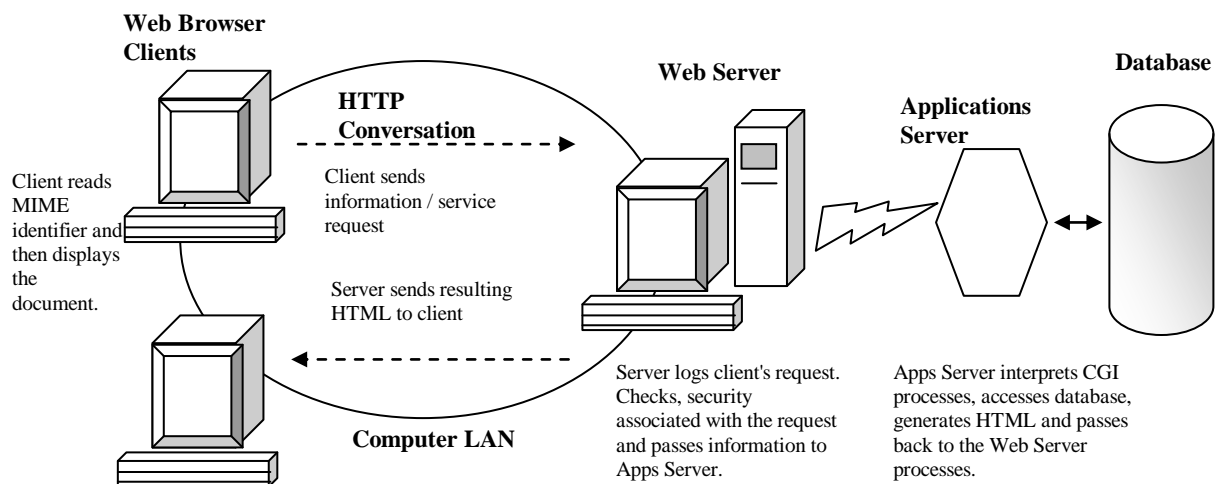 Web Browser
Clients
HTTP
Conversation
Web Server
Applications
Server
Database
Client reads
MIME
identifier and
then displays
the
document.
Client sends
information / service
request
Server sends resulting
HTML to client
Computer LAN
Server logs client's request.
Checks, security
associated with the request
and passes information to
Apps Server.
Apps Server interprets CGI
processes, accesses database,
generates HTML and passes
back to the Web Server
processes.